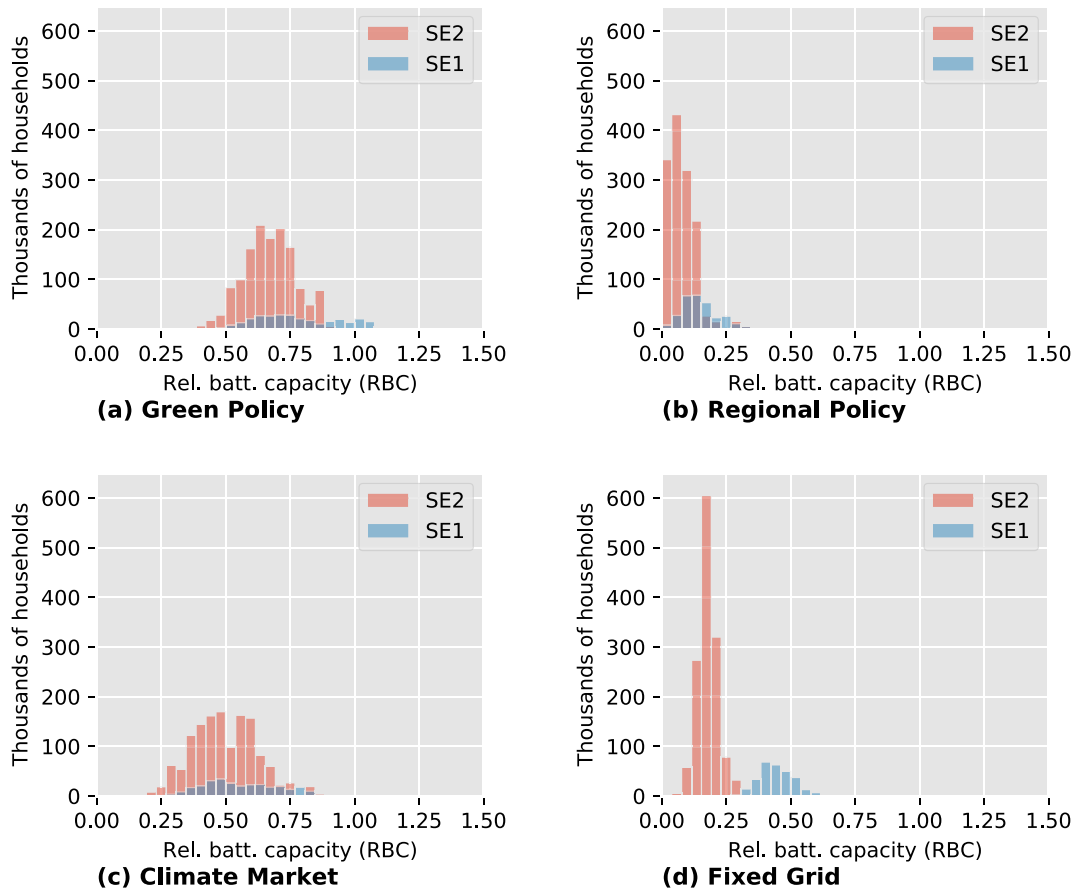 600
500
400
300
200
100
0
Thousands of households
SE2
SE1
0.00 0.25 0.50 0.75 1.00 1.25 1.50
Rel. batt. capacity (RBC)
(a) Green Policy
600
500
400
300
200
100
0
Thousands of households
SE2
SE1
0.00 0.25 0.50 0.75 1.00 1.25 1.50
Rel. batt. capacity (RBC)
(b) Regional Policy
600
500
400
300
200
100
0
Thousands of households
SE2
SE1
0.00 0.25 0.50 0.75 1.00 1.25 1.50
Rel. batt. capacity (RBC)
(c) Climate Market
600
500
400
300
200
100
0
Thousands of households
SE2
SE1
0.00 0.25 0.50 0.75 1.00 1.25 1.50
Rel. batt. capacity (RBC)
(d) Fixed Grid